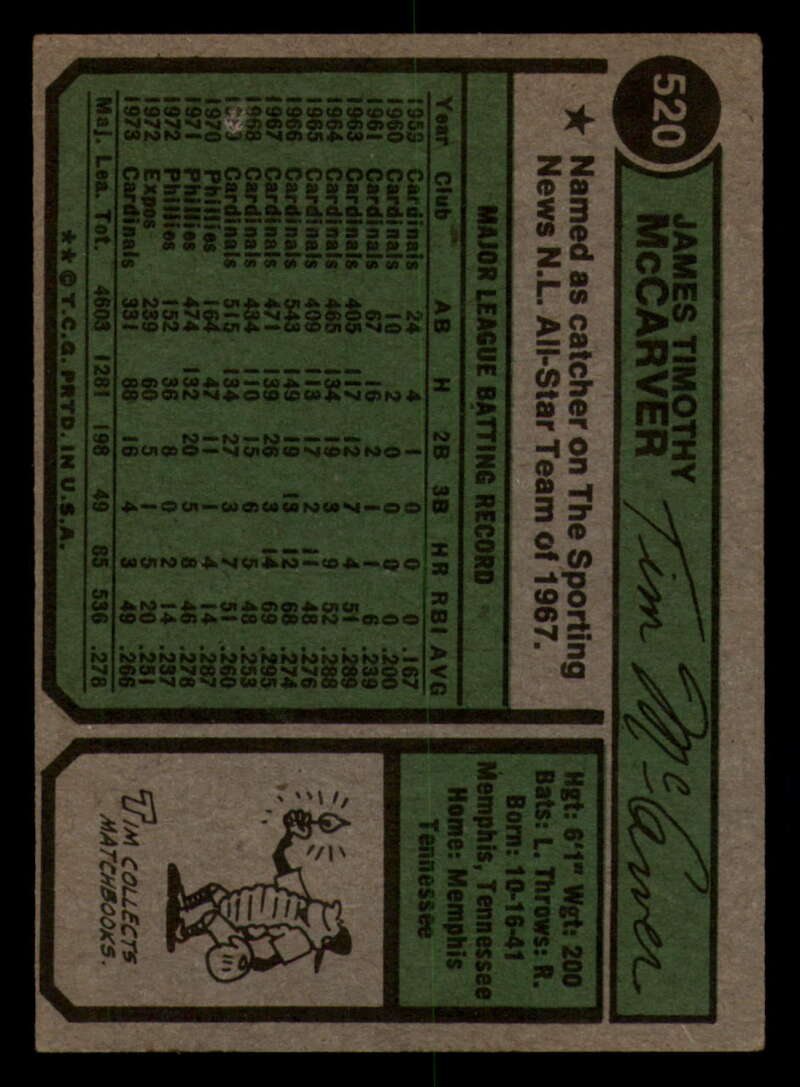 520
JAMES TIMOTHY
McCARVER
Tim McCarver
★ Named as catcher on The Sporting
News N.L. All-Star Team of 1967.
MAJOR LEAGUE BATTING RECORD
Year Club AB H 2B 3B HR RBI AVG
1959 Cardinals 24 4 1 0 0 0 .167
1960 Cardinals 10 2 0 0 0 0 .200
1961 Cardinals 67 16 2 1 1 6 .239
1963 Cardinals 405 117 12 7 4 51 .289
1964 Cardinals 465 134 19 3 9 52 .288
1965 Cardinals 409 113 17 2 11 48 .276
1966 Cardinals 543 149 19 13 12 68 .274
1967 Cardinals 471 139 26 3 14 69 .295
1968 Cardinals 434 110 15 6 5 48 .253
Cardinals 515 134 27 3 7 51 .260
1970 Phillies 164 47 11 1 4 14 .287
1971 Phillies 474 132 20 5 8 46 .278
1972 Phillies 152 36 8 0 2 14 .237
1972 Expos 239 60 5 1 5 20 .251
1973 Cardinals 331 88 16 4 3 49 .266
Maj. Lea. Tot. 4603 1281 198 49 85 536 .278
**©T.C.G. PRTD. IN U.S.A.
Hgt: 6'1" Wgt: 200
Bats: L. Throws: R.
Born: 10-16-41
Memphis, Tennessee
Home: Memphis
Tennessee
TIM COLLECTS
MATCHBOOKS.